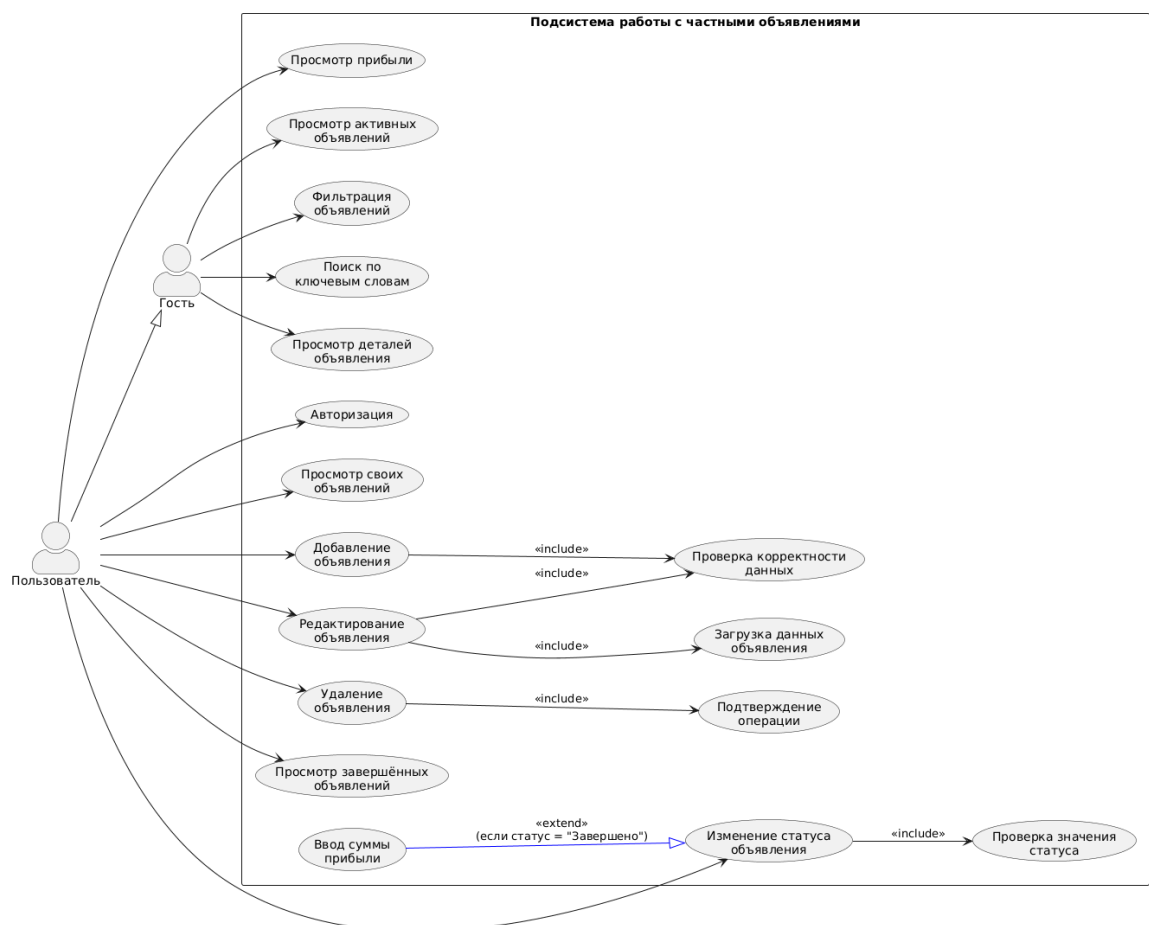 Подсистема работы с частными объявлениями
Просмотр прибыли
Просмотр активных
объявлений
Фильтрация
объявлений
Поиск по
ключевым словам
Гость
Просмотр деталей
объявления
Авторизация
Просмотр своих
объявлений
Пользователь
Добавление
объявления
«include»
Проверка корректности
данных
«include»
Редактирование
объявления
«include»
Загрузка данных
объявления
Удаление
объявления
«include»
Подтверждение
операции
Просмотр завершённых
объявлений
Ввод суммы
прибыли
«extend»
(если статус = "Завершено")
Изменение статуса
объявления
«include»
Проверка значения
статуса